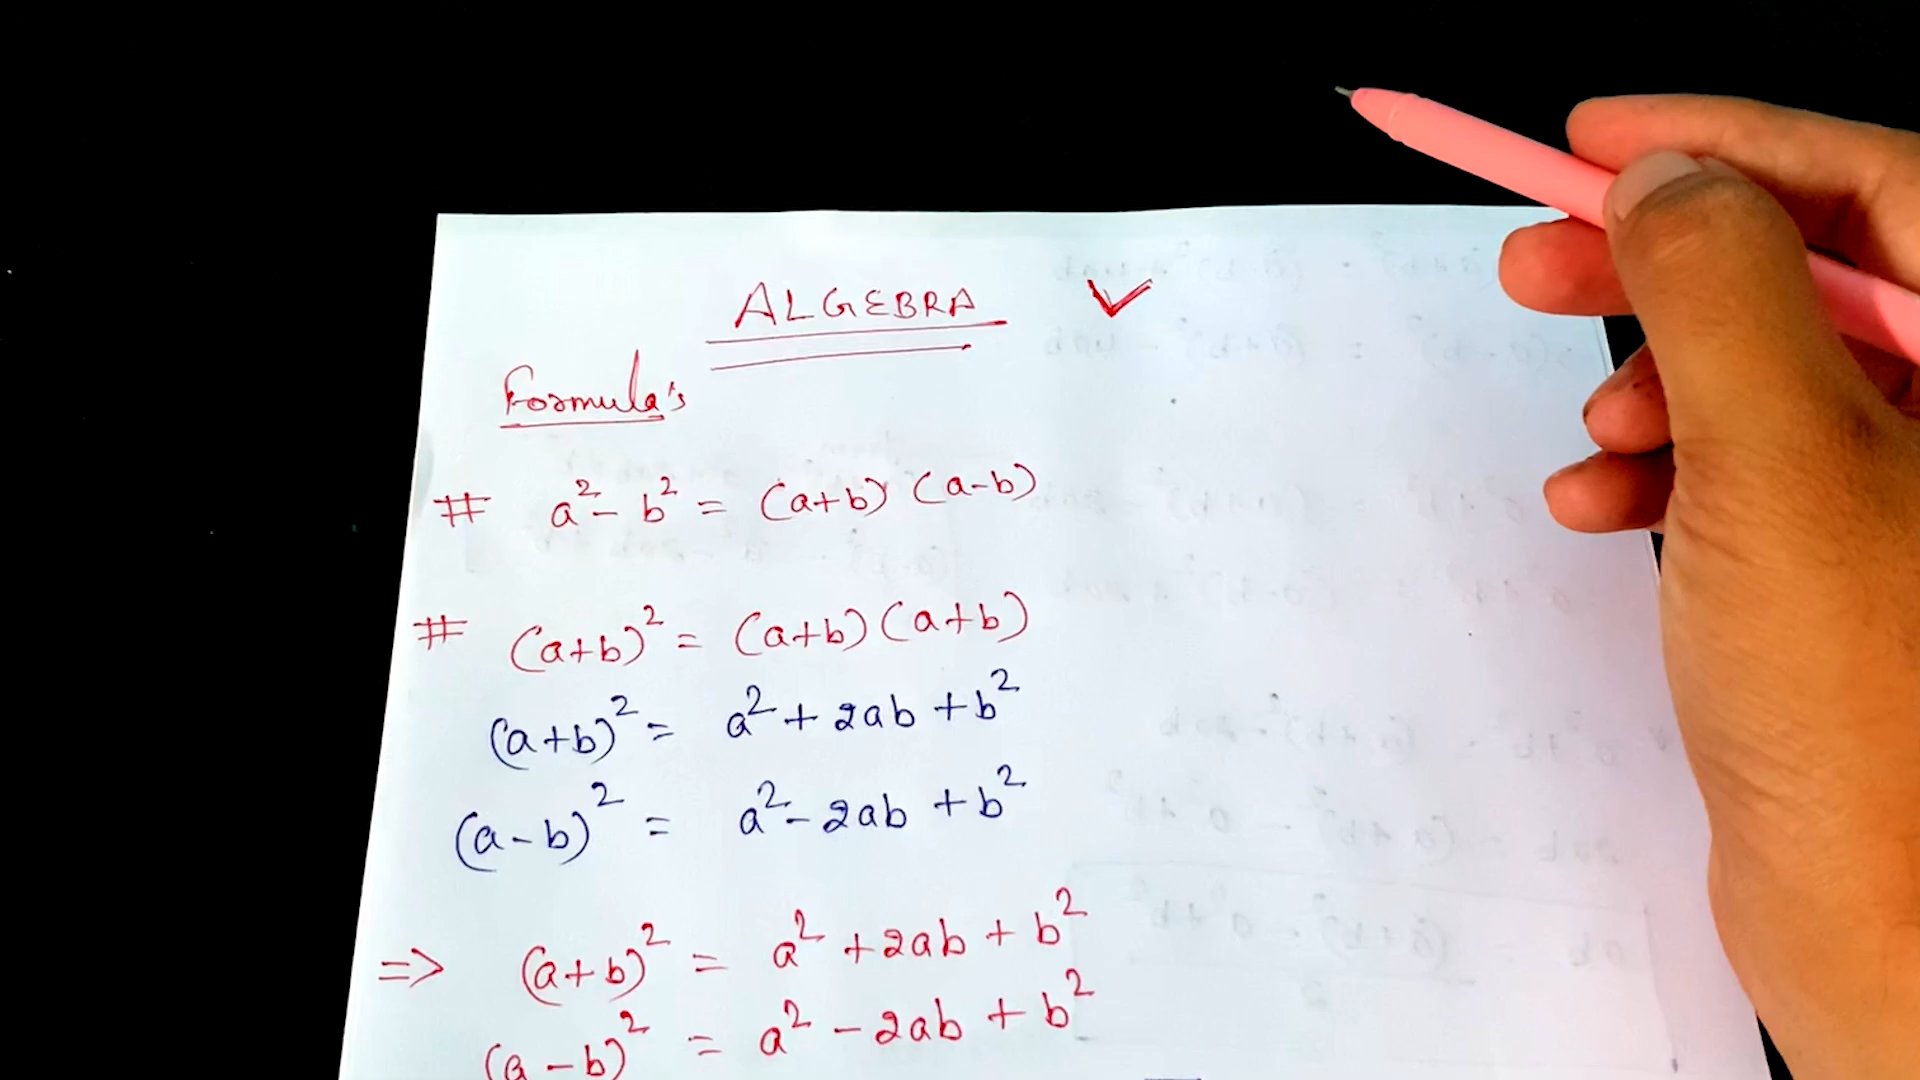 ALGEBRA ✓
Formula's
# a² - b² = (a+b) (a-b)
# (a+b)² = (a+b) (a+b)
(a+b)² = a² + 2ab + b²
(a-b)² = a² - 2ab + b²
=> (a+b)² = a² + 2ab + b²
(a-b)² = a² - 2ab + b²